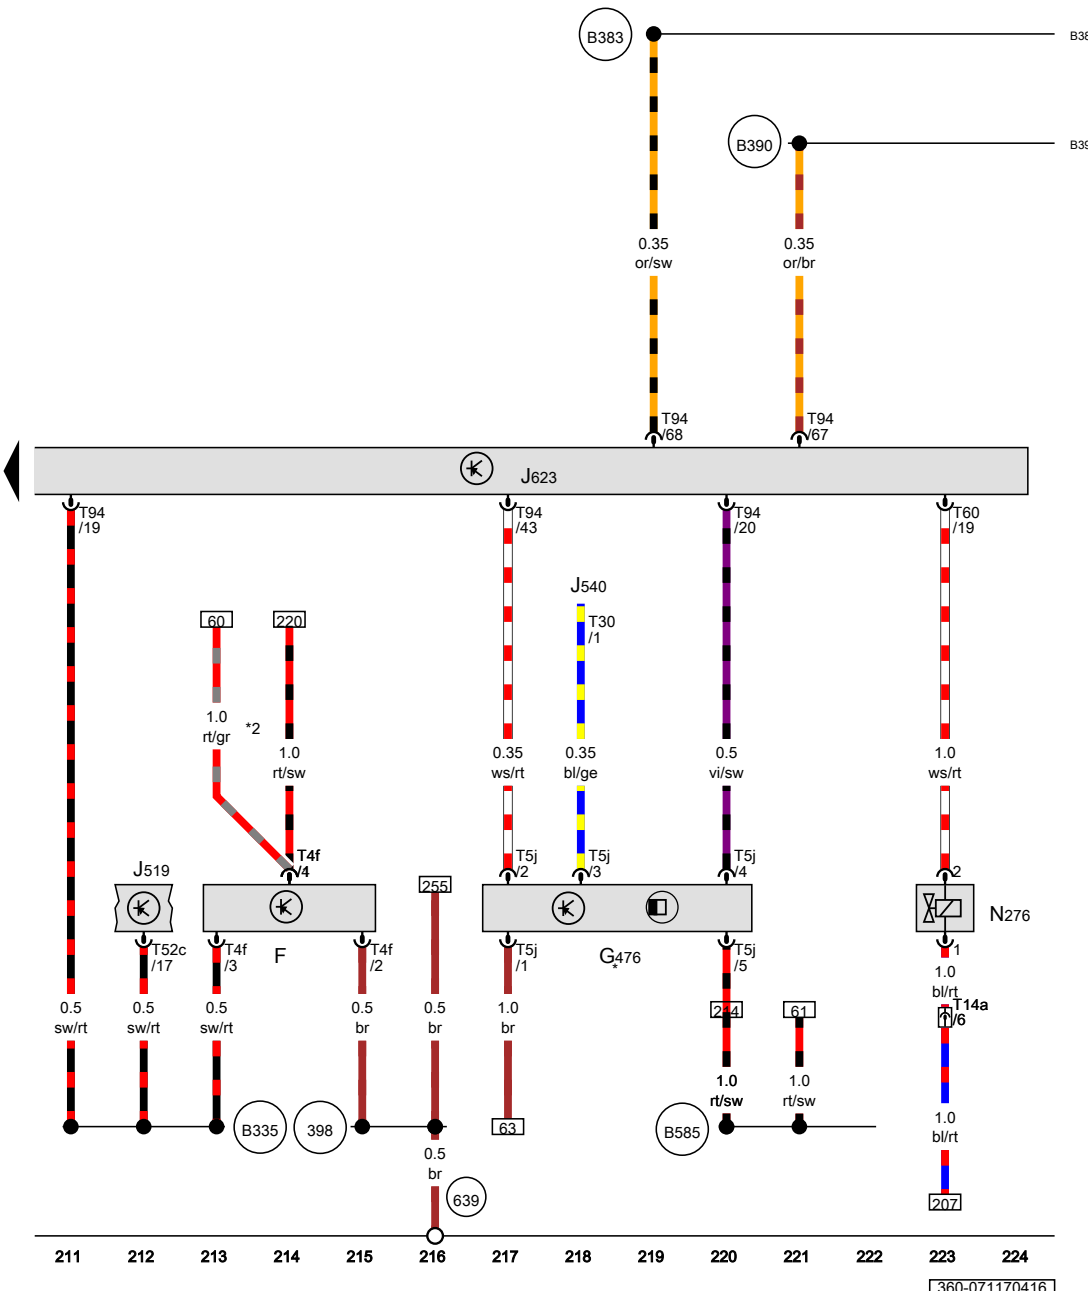 B383
B38
B390
B39
0.35
or/sw
0.35
or/br
T94
/68
T94
/67
J623
T94
/19
T94
/43
T94
/20
T60
/19
J540
T30
/1
60
220
1.0
rt/gr
*2
1.0
rt/sw
0.35
ws/rt
0.35
bl/ge
0.5
vi/sw
1.0
ws/rt
T4f
/4
T5j
/2
T5j
/3
T5j
/4
2
J519
255
F
G476
*
N276
T52c
/17
T4f
/3
T4f
/2
T5j
/1
T5j
/5
1
1.0
bl/rt
T14a
/6
0.5
sw/rt
0.5
sw/rt
0.5
sw/rt
0.5
br
0.5
br
1.0
br
214
61
1.0
rt/sw
1.0
rt/sw
B335
398
63
B585
1.0
bl/rt
0.5
br
639
207
211 212 213 214 215 216 217 218 219 220 221 222 223 224
360-071170416